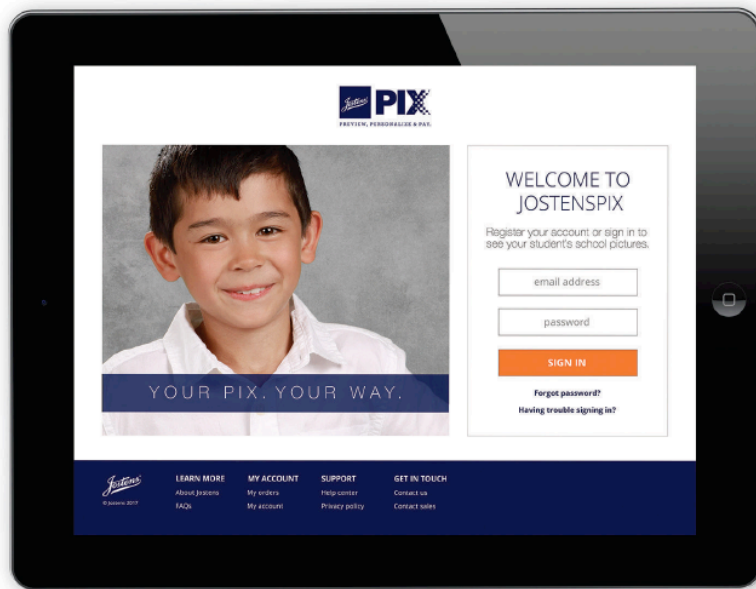 Jostens PIX
PREVIEW, PERSONALIZE & PAY.
WELCOME TO
JOSTENSPIX
Register your account or sign in to
see your student's school pictures.
email address
password
SIGN IN
Forgot password?
Having trouble signing in?
YOUR PIX. YOUR WAY.
Jostens
© Jostens 2017
LEARN MORE
About Jostens
FAQs
MY ACCOUNT
My orders
My account
SUPPORT
Help center
Privacy policy
GET IN TOUCH
Contact us
Contact sales